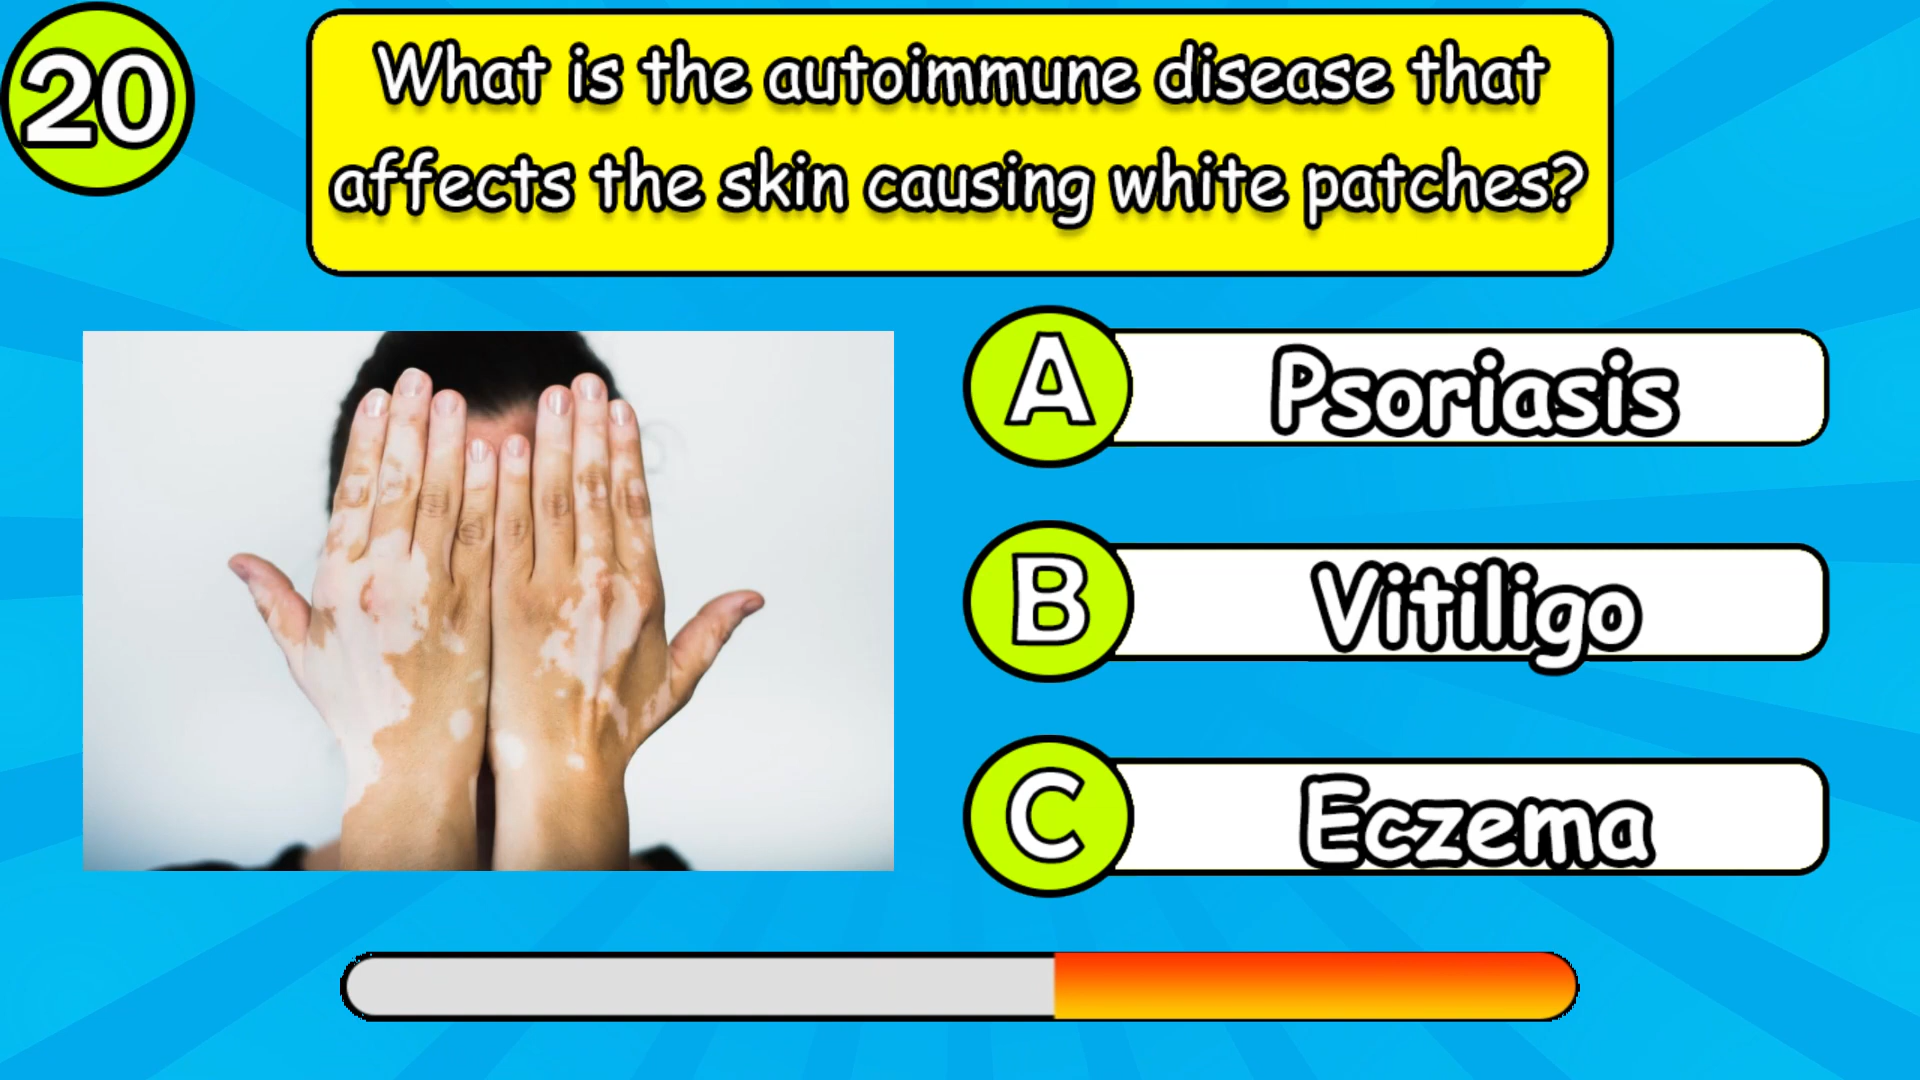 20
What is the autoimmune disease that
affects the skin causing white patches?
A Psoriasis
B Vitiligo
C Eczema